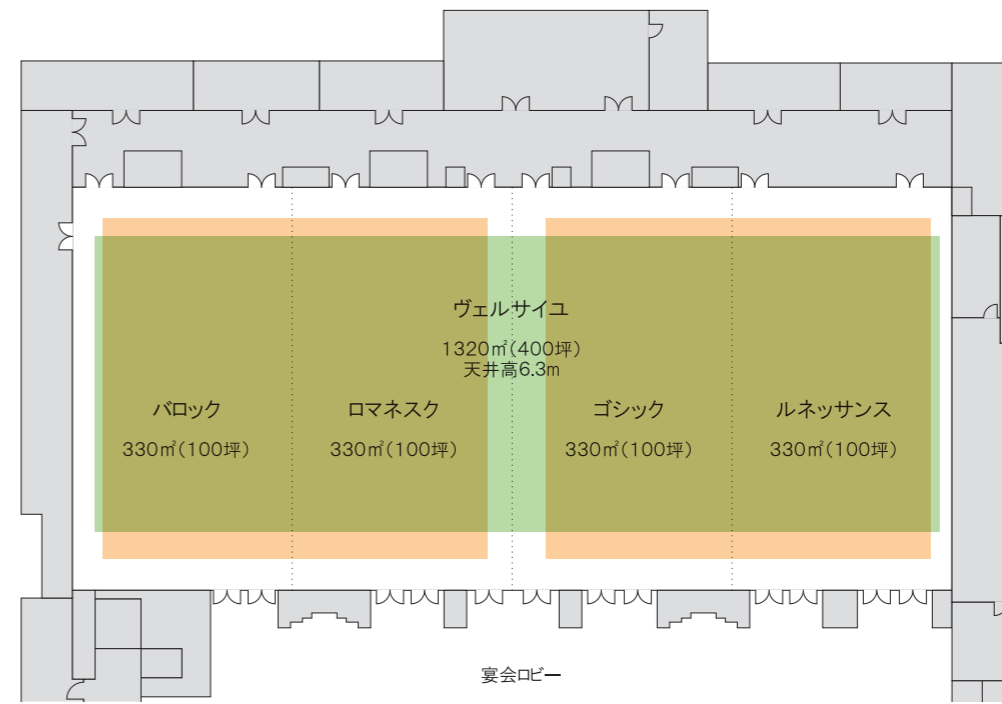 ヴェルサイユ
1320㎡(400坪)
天井高6.3m
バロック
330㎡(100坪)
ロマネスク
330㎡(100坪)
ゴシック
330㎡(100坪)
ルネッサンス
330㎡(100坪)
宴会ロビー